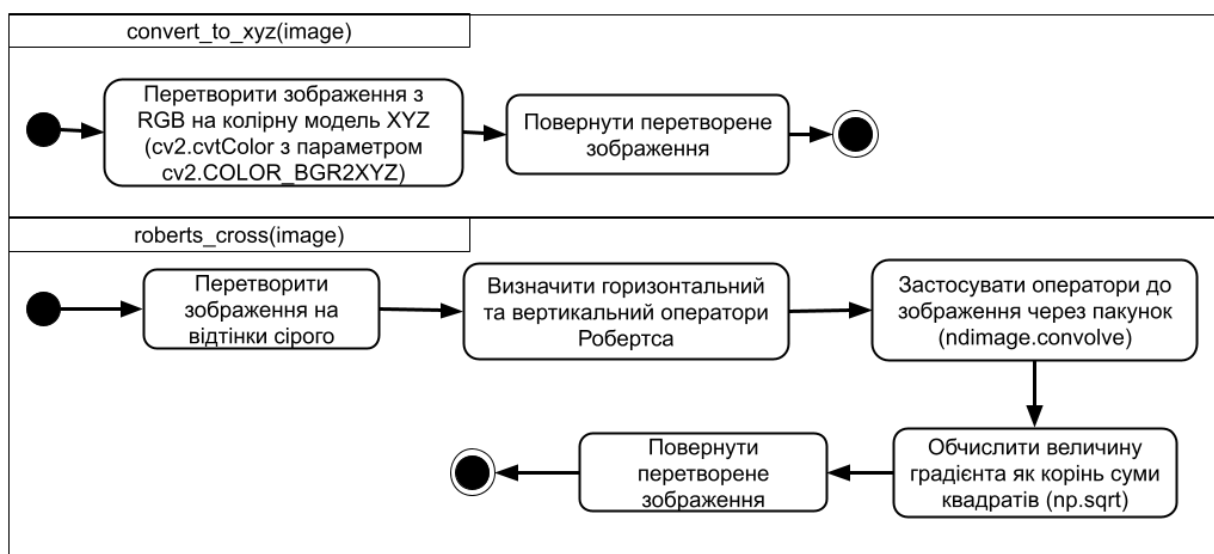 convert_to_xyz(image)
Перетворити зображення з
RGB на колірну модель XYZ
(cv2.cvtColor з параметром
cv2.COLOR_BGR2XYZ)
Повернути перетворене
зображення
roberts_cross(image)
Перетворити
зображення на
відтінки сірого
Визначити горизонтальний
та вертикальний оператори
Робертса
Застосувати оператори до
зображення через пакунок
(ndimage.convolve)
Обчислити величину
градієнта як корінь суми
квадратів (np.sqrt)
Повернути
перетворене
зображення